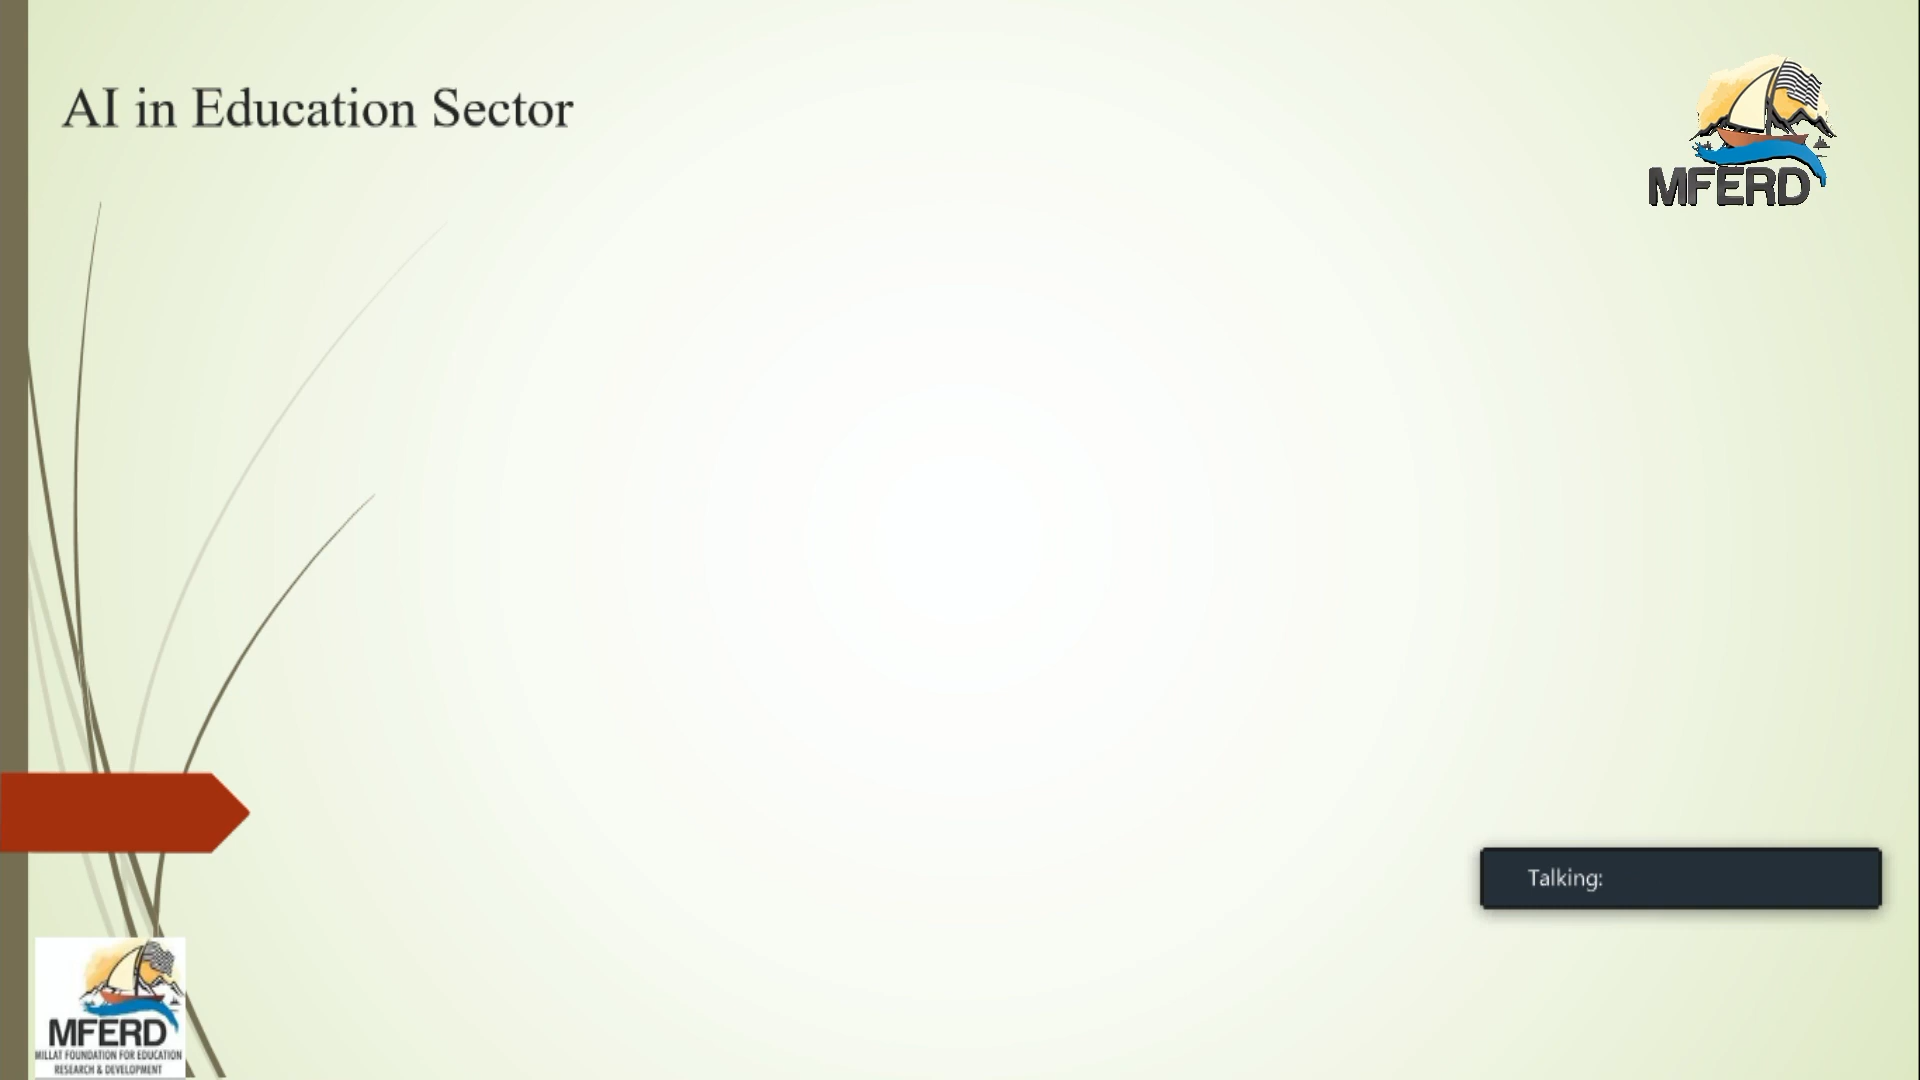 AI in Education Sector
MFERD
Talking:
MFERD
MILLAT FOUNDATION FOR EDUCATION
RESEARCH & DEVELOPMENT